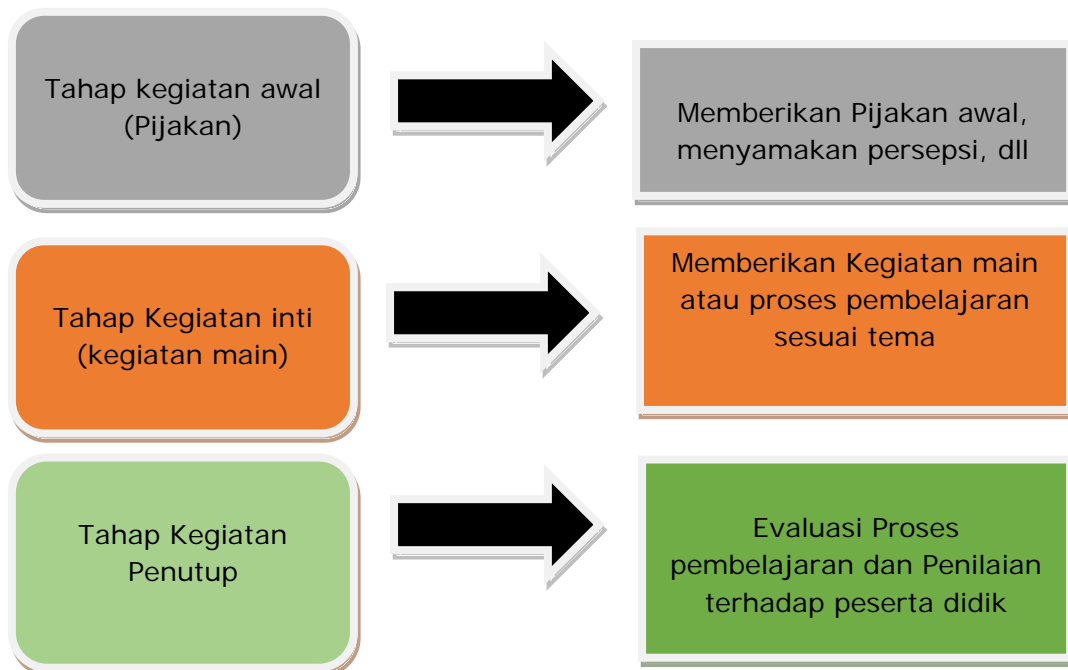 Tahap kegiatan awal
(Pijakan)
Memberikan Pijakan awal,
menyamakan persepsi, dll
Tahap Kegiatan inti
(kegiatan main)
Memberikan Kegiatan main
atau proses pembelajaran
sesuai tema
Tahap Kegiatan
Penutup
Evaluasi Proses
pembelajaran dan Penilaian
terhadap peserta didik